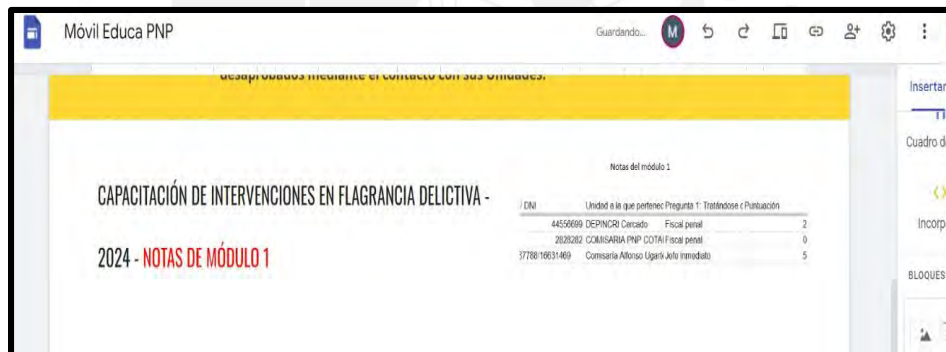 Móvil Educa PNP
Guardando...
M
desaprobados mediante el contacto con sus Unidades.
Insertar
Cuadro d
Incorp
BLOQUES
CAPACITACIÓN DE INTERVENCIONES EN FLAGRANCIA DELICTIVA -
2024 - NOTAS DE MÓDULO 1
Notas del módulo 1
/ DNI Unidad a la que pertenec Pregunta 1: Tratándose c Puntuación
44556699 DEPINCRI Cercado Fiscal penal 2
2828282 COMISARIA PNP COTAI Fiscal penal 0
37788/16631469 Comisaria Alfonso Ugart Jefe inmediato 5